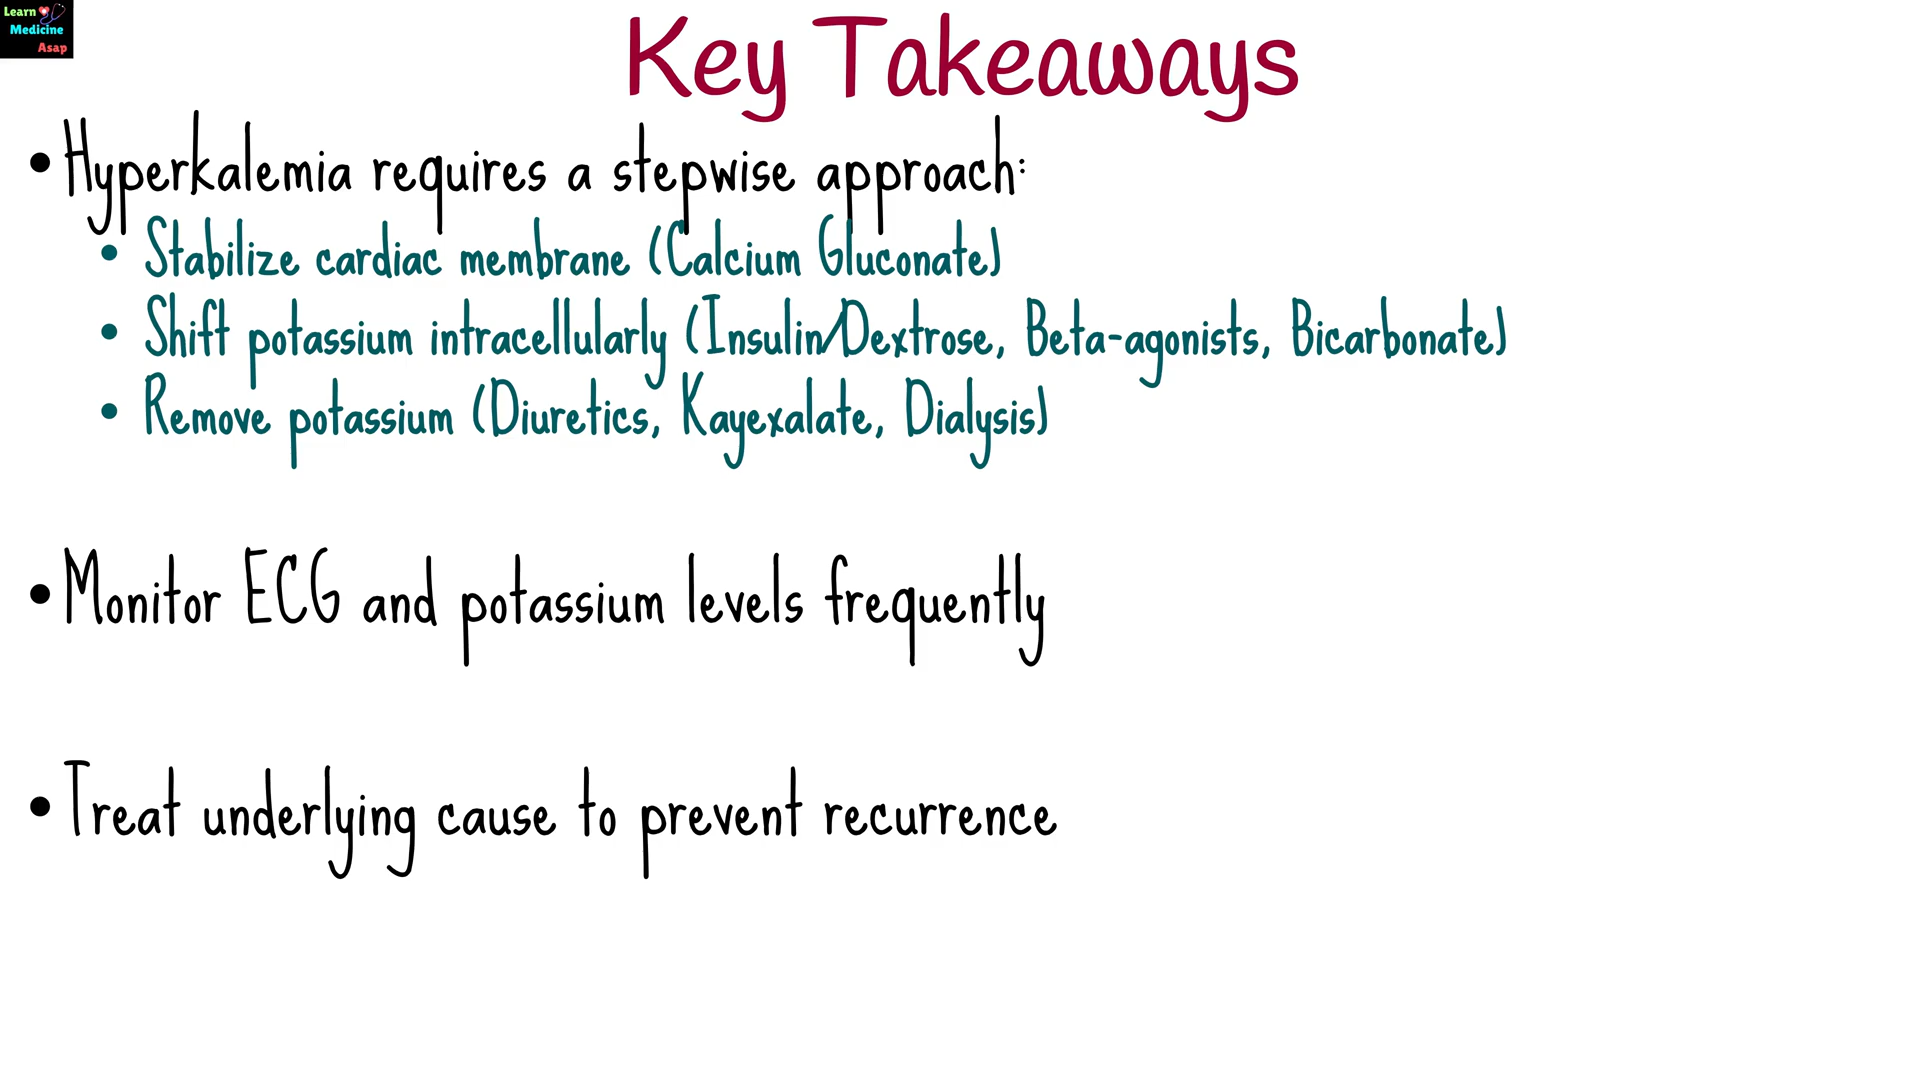 Learn
Medicine
Asap
Key Takeaways
• Hyperkalemia requires a stepwise approach:
• Stabilize cardiac membrane (Calcium Gluconate)
• Shift potassium intracellularly (Insulin/Dextrose, Beta-agonists, Bicarbonate)
• Remove potassium (Diuretics, Kayexalate, Dialysis)
• Monitor ECG and potassium levels frequently
• Treat underlying cause to prevent recurrence